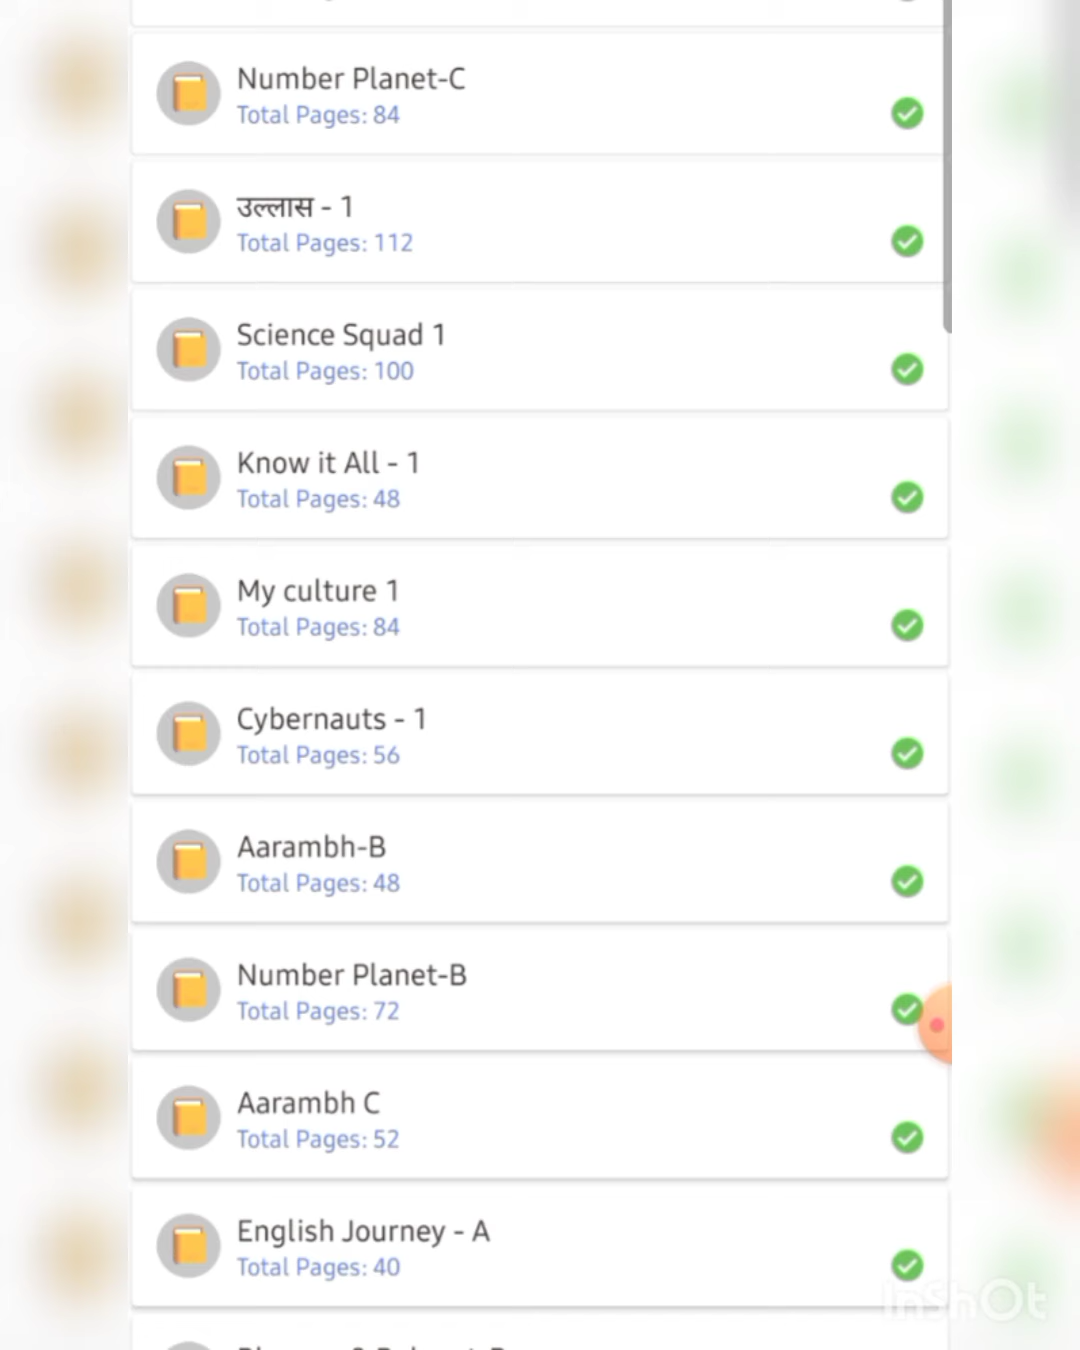 Number Planet-C
Total Pages: 84
उल्लास - 1
Total Pages: 112
Science Squad 1
Total Pages: 100
Know it All - 1
Total Pages: 48
My culture 1
Total Pages: 84
Cybernauts - 1
Total Pages: 56
Aarambh-B
Total Pages: 48
Number Planet-B
Total Pages: 72
Aarambh C
Total Pages: 52
English Journey - A
Total Pages: 40
InShOt